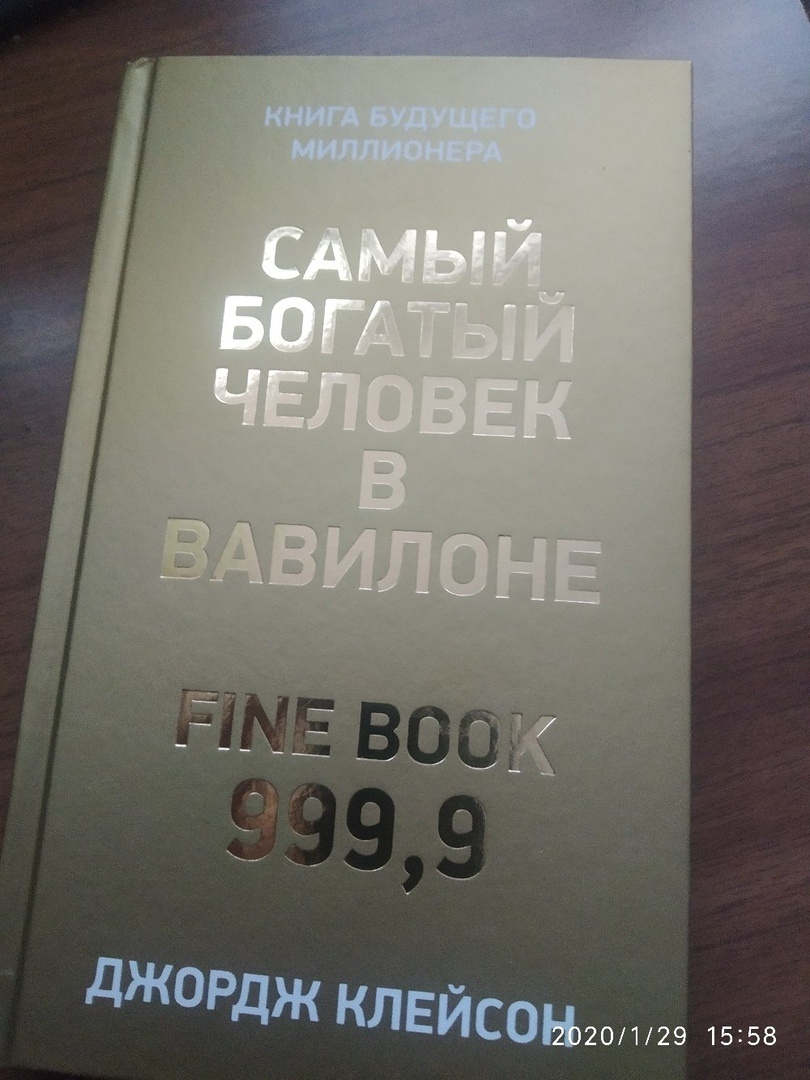 КНИГА БУДУЩЕГО
МИЛЛИОНЕРА
САМЫЙ
БОГАТЫЙ
ЧЕЛОВЕК
В
ВАВИЛОНЕ
FINE BOOK
999,9
ДЖОРДЖ КЛЕЙСОН
2020/1/29 15:58